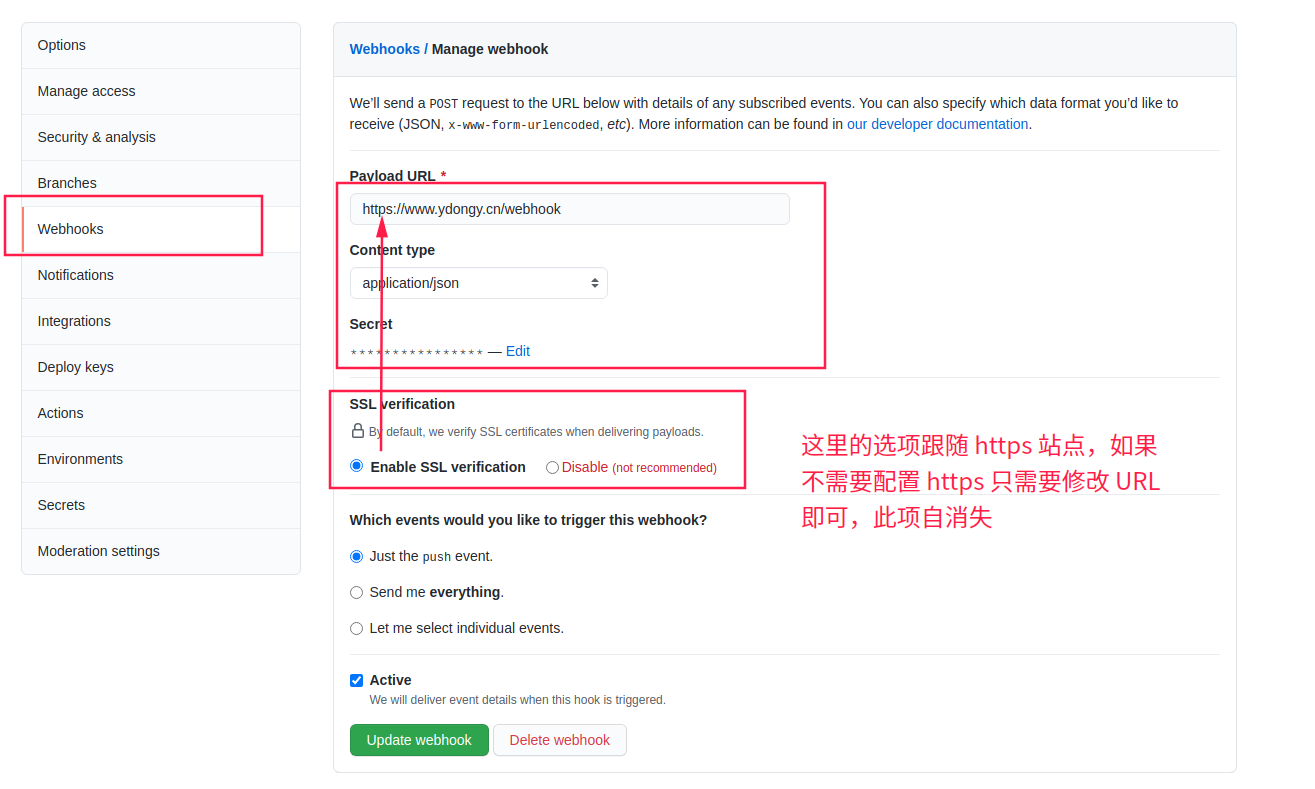 Options
Manage access
Security & analysis
Branches
Webhooks
Notifications
Integrations
Deploy keys
Actions
Environments
Secrets
Moderation settings
Webhooks / Manage webhook
We’ll send a POST request to the URL below with details of any subscribed events. You can also specify which data format you’d like to
receive (JSON, x-www-form-urlencoded, etc). More information can be found in our developer documentation.
Payload URL *
https://www.ydongy.cn/webhook
Content type
application/json
Secret
**************** — Edit
SSL verification
By default, we verify SSL certificates when delivering payloads.
Enable SSL verification Disable (not recommended)
这里的选项跟随 https 站点，如果
不需要配置 https 只需要修改 URL
即可，此项自消失
Which events would you like to trigger this webhook?
Just the push event.
Send me everything.
Let me select individual events.
Active
We will deliver event details when this hook is triggered.
Update webhook Delete webhook